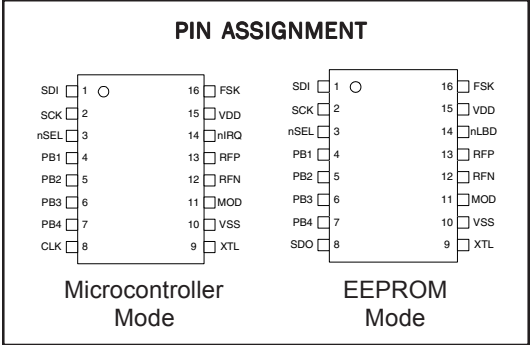 PIN ASSIGNMENT
SDI 1 16 FSK
SCK 2 15 VDD
nSEL 3 14 nIRQ
PB1 4 13 RFP
PB2 5 12 RFN
PB3 6 11 MOD
PB4 7 10 VSS
CLK 8 9 XTL
Microcontroller
Mode
SDI 1 16 FSK
SCK 2 15 VDD
nSEL 3 14 nLBD
PB1 4 13 RFP
PB2 5 12 RFN
PB3 6 11 MOD
PB4 7 10 VSS
SDO 8 9 XTL
EEPROM
Mode